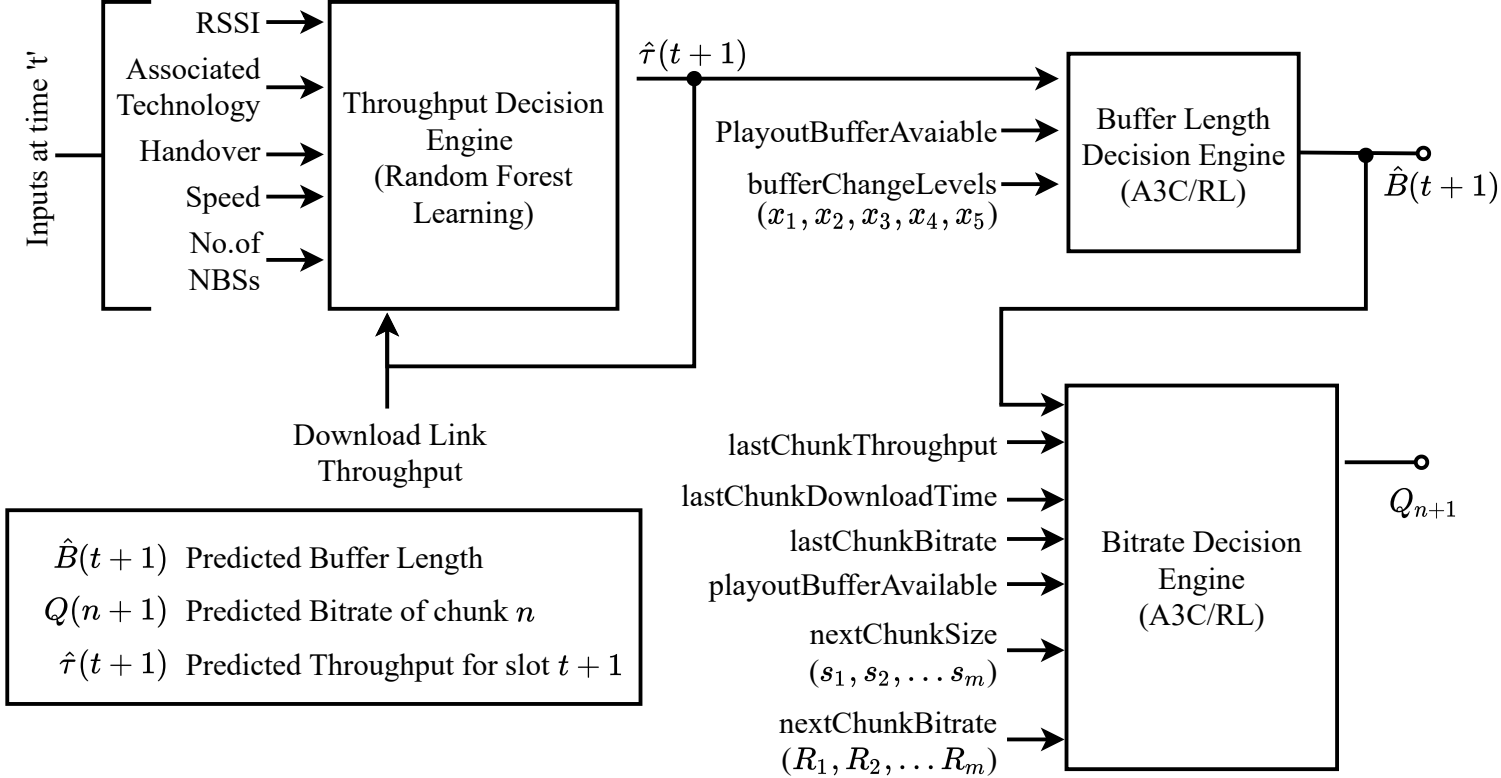 Inputs at time 't'
RSSI
Associated
Technology
Handover
Speed
No.of
NBSs
Throughput Decision
Engine
(Random Forest
Learning)
Download Link
Throughput
τ̂(t + 1)
PlayoutBufferAvaiable
bufferChangeLevels
(x₁, x₂, x₃, x₄, x₅)
Buffer Length
Decision Engine
(A3C/RL)
B̂(t + 1)
lastChunkThroughput
lastChunkDownloadTime
lastChunkBitrate
playoutBufferAvailable
nextChunkSize
(s₁, s₂, … sₘ)
nextChunkBitrate
(R₁, R₂, … Rₘ)
Bitrate Decision
Engine
(A3C/RL)
Qₙ₊₁
B̂(t + 1) Predicted Buffer Length
Q(n + 1) Predicted Bitrate of chunk n
τ̂(t + 1) Predicted Throughput for slot t + 1